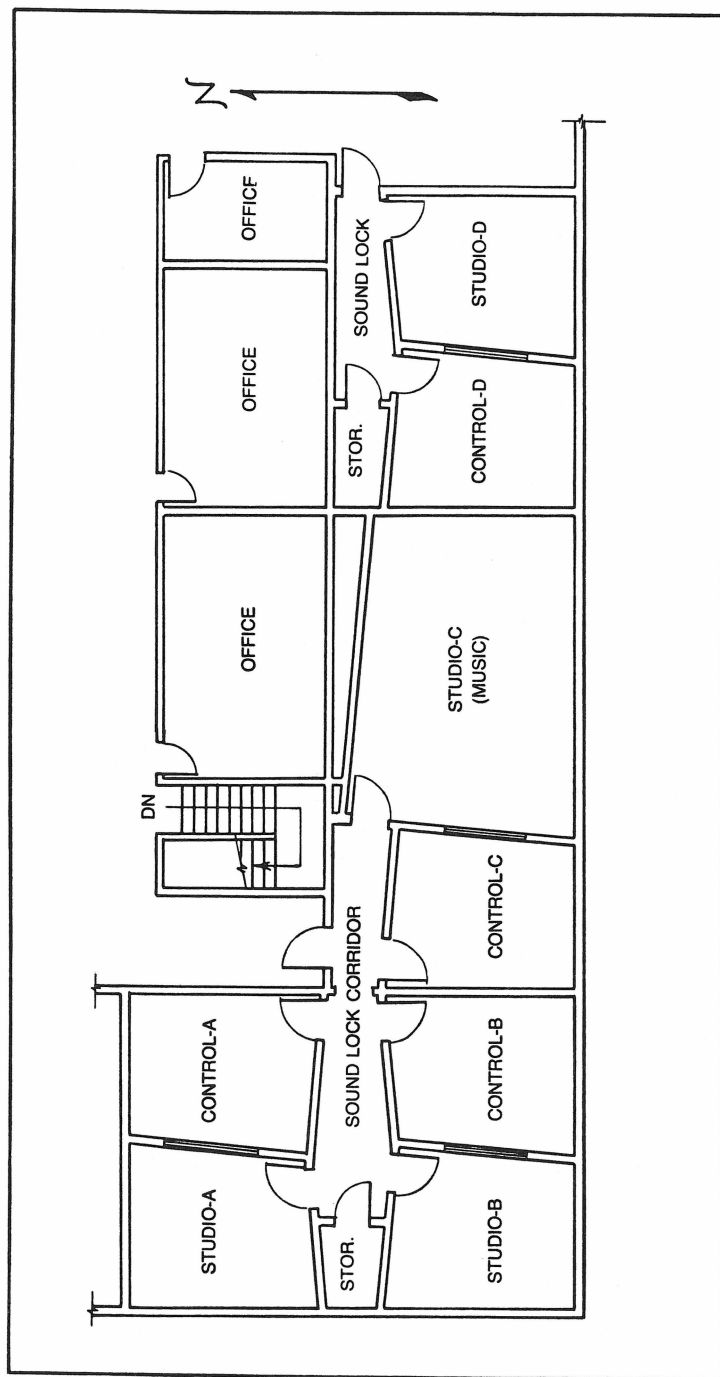 DN
N
STUDIO-A
CONTROL-A
OFFICE
OFFICE
OFFICE
STOR.
SOUND LOCK CORRIDOR
STOR.
SOUND LOCK
STUDIO-B
CONTROL-B
CONTROL-C
STUDIO-C
(MUSIC)
CONTROL-D
STUDIO-D